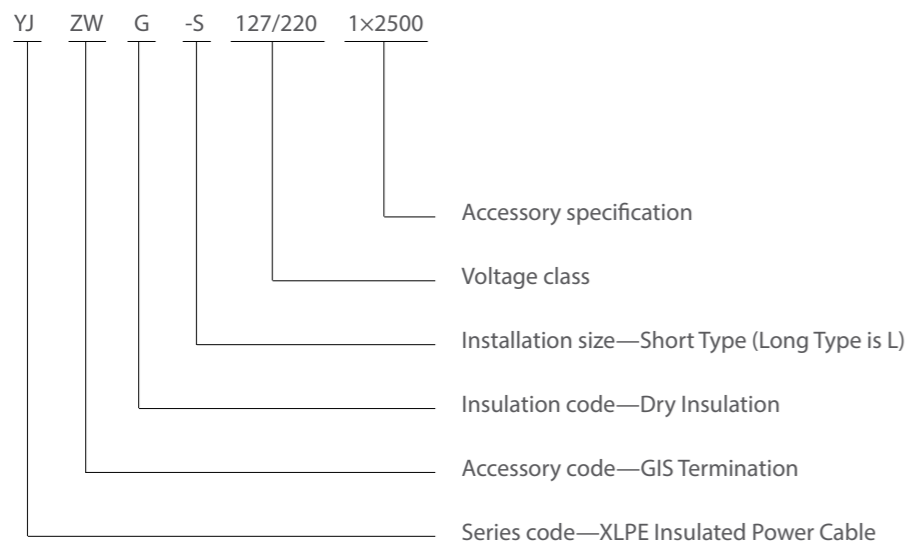 YJ ZW G -S 127/220 1×2500
Accessory specification
Voltage class
Installation size—Short Type (Long Type is L)
Insulation code—Dry Insulation
Accessory code—GIS Termination
Series code—XLPE Insulated Power Cable